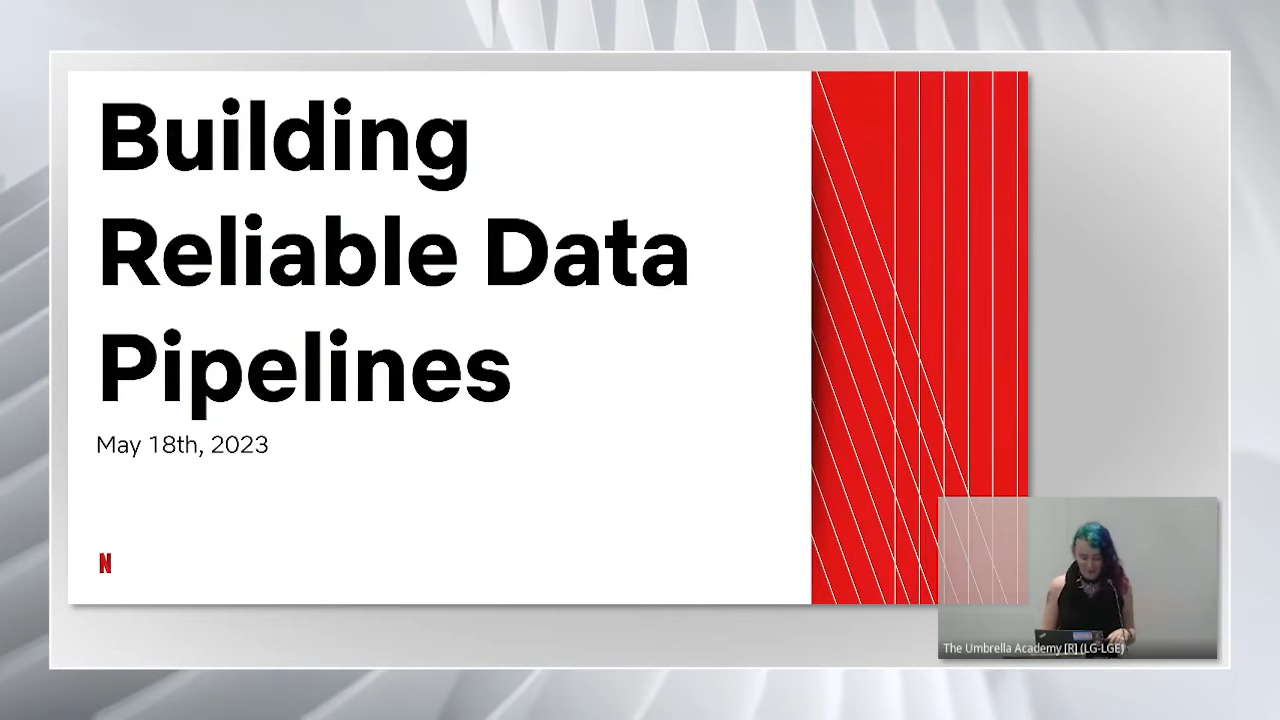 Building
Reliable Data
Pipelines
May 18th, 2023
N
The Umbrella Academy [R] (LG-LGE)